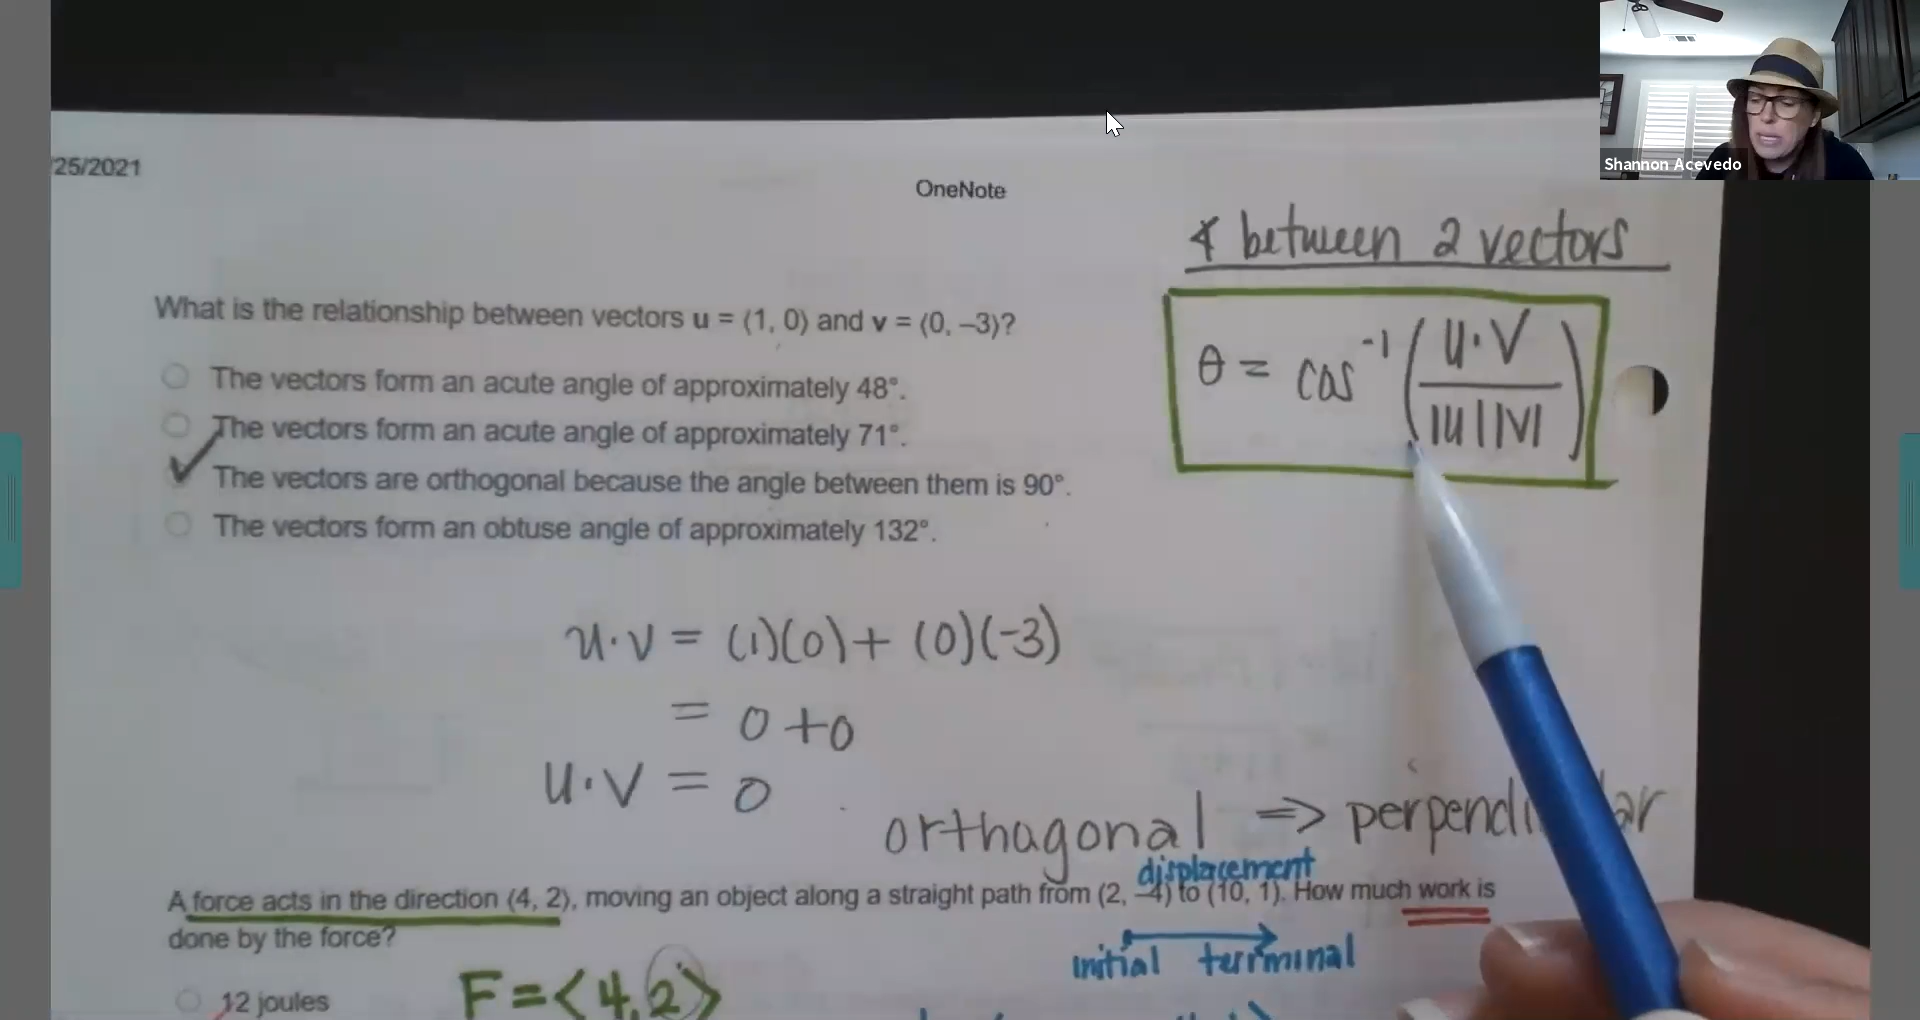 /25/2021
OneNote
Shannon Acevedo
∡ between 2 vectors
θ = cos⁻¹ (u·v / |u||v|)
What is the relationship between vectors u = ⟨1, 0⟩ and v = ⟨0, –3⟩?
The vectors form an acute angle of approximately 48°.
The vectors form an acute angle of approximately 71°.
The vectors are orthogonal because the angle between them is 90°.
The vectors form an obtuse angle of approximately 132°.
u·v = (1)(0) + (0)(-3)
= 0 + 0
u·v = 0
orthagonal ⇒
displacement
A force acts in the direction ⟨4, 2⟩, moving an object along a straight path from (2, –4) to (10, 1). How much work is
done by the force?
initial terminal
12 joules
F = <4, 2>